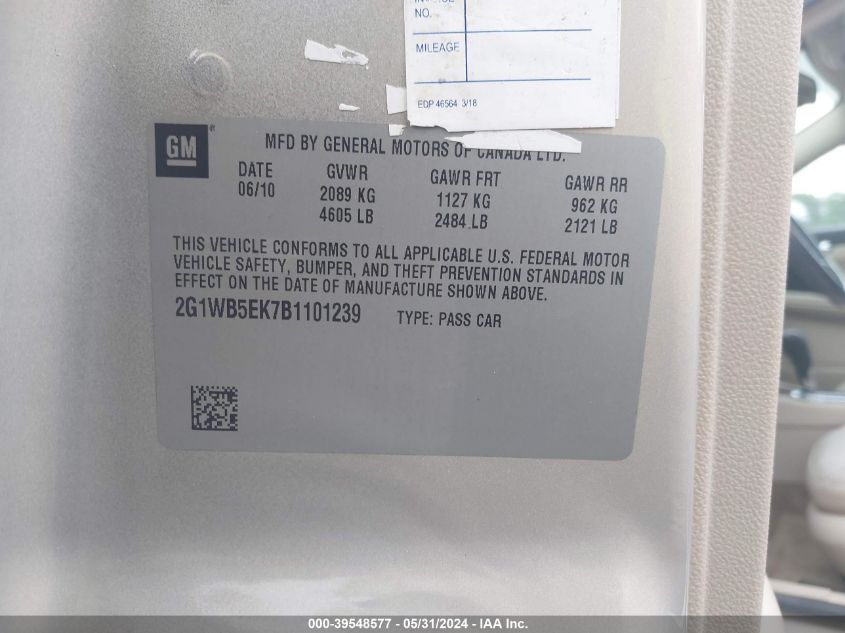 NO.
MILEAGE
EDP 46564 3/18
GM
MFD BY GENERAL MOTORS OF CANADA LTD.
DATE GVWR GAWR FRT GAWR RR
06/10 2089 KG 1127 KG 962 KG
4605 LB 2484 LB 2121 LB
THIS VEHICLE CONFORMS TO ALL APPLICABLE U.S. FEDERAL MOTOR
VEHICLE SAFETY, BUMPER, AND THEFT PREVENTION STANDARDS IN
EFFECT ON THE DATE OF MANUFACTURE SHOWN ABOVE.
2G1WB5EK7B1101239 TYPE: PASS CAR
000-39548577 - 05/31/2024 - IAA Inc.